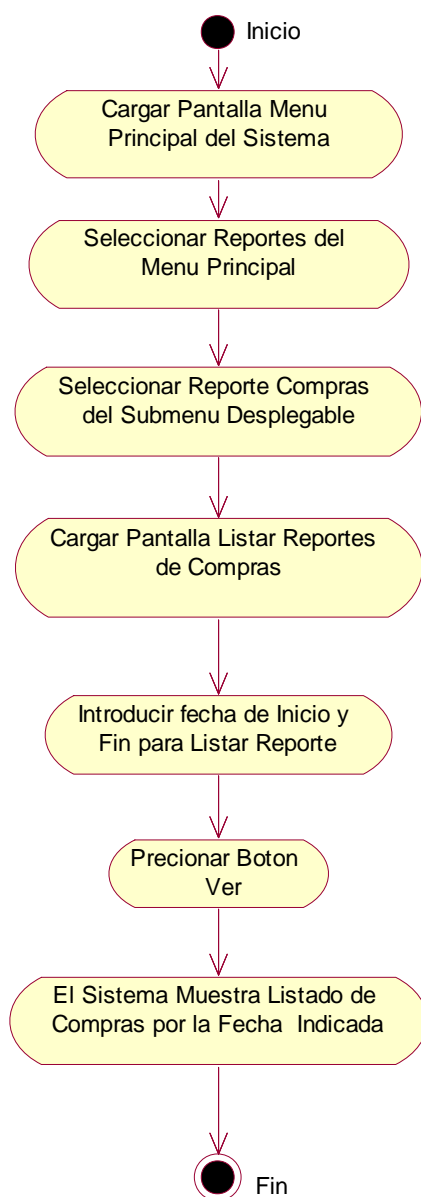 Inicio
Cargar Pantalla Menu
Principal del Sistema
Seleccionar Reportes del
Menu Principal
Seleccionar Reporte Compras
del Submenu Desplegable
Cargar Pantalla Listar Reportes
de Compras
Introducir fecha de Inicio y
Fin para Listar Reporte
Precionar Boton
Ver
El Sistema Muestra Listado de
Compras por la Fecha Indicada
Fin